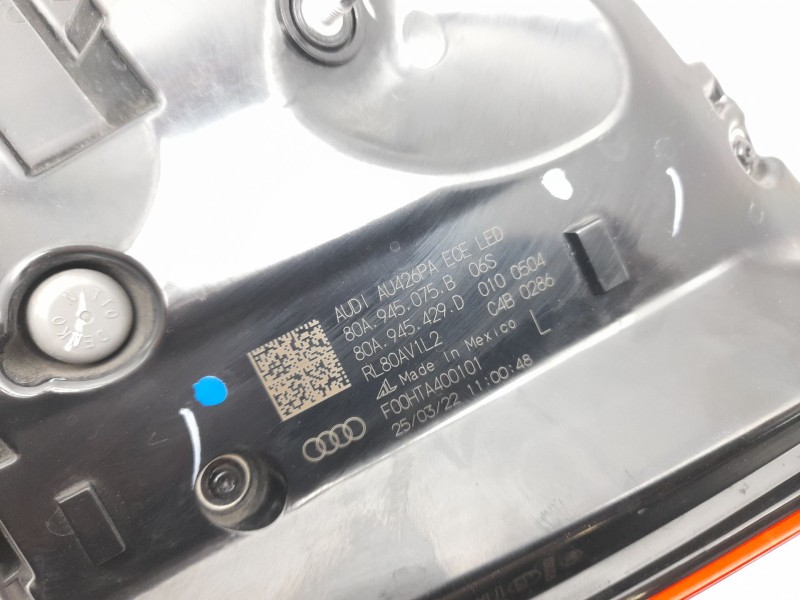 AUDI AU426PA ECE LED
80A.945.075.B 06S
80A.945.429.D 010 0504
RL80AV1L2 C4B 0286
AL Made in Mexico L
F00HTA400101
25/03/22 11:00:48